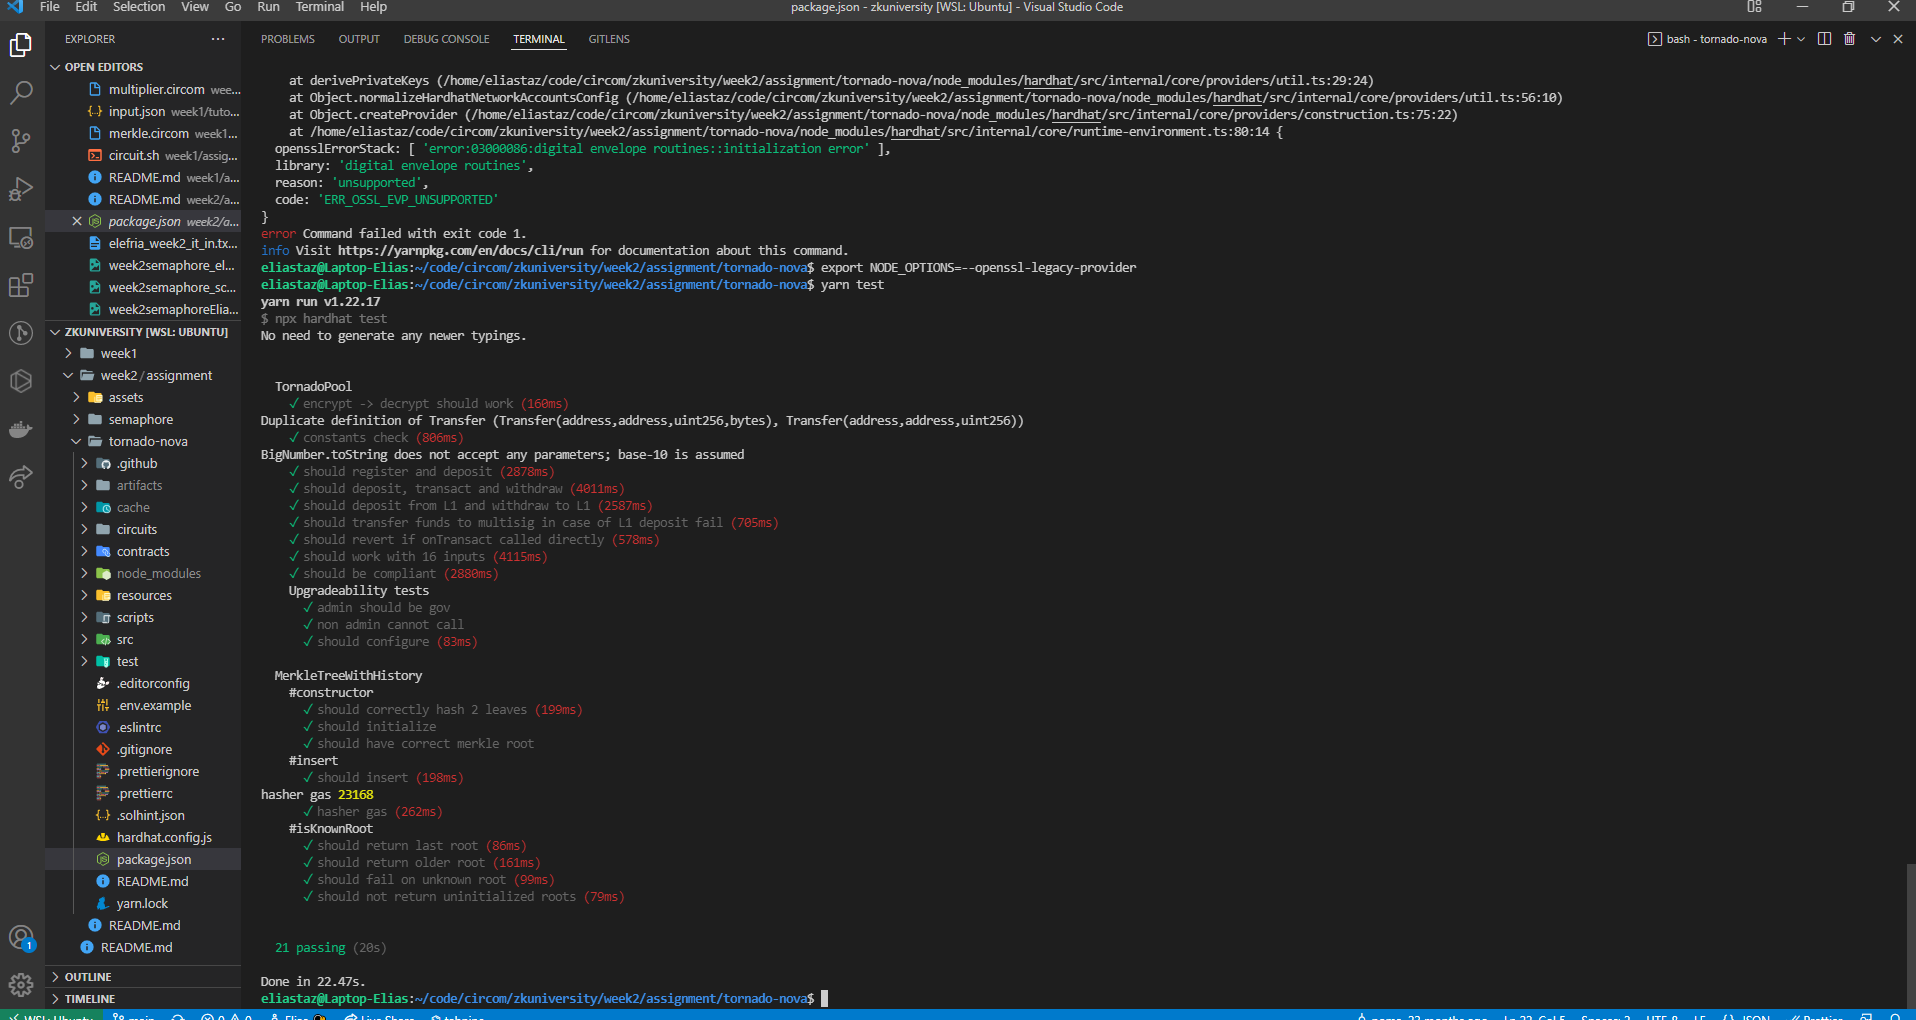 File Edit Selection View Go Run Terminal Help
package.json - zkuniversity [WSL: Ubuntu] - Visual Studio Code
EXPLORER
OPEN EDITORS
multiplier.circom wee...
input.json week1/tuto...
merkle.circom week1...
circuit.sh week1/assig...
README.md week1/a...
README.md week2/a...
package.json week2/a...
elefria_week2_it_in.tx...
week2semaphore_el...
week2semaphore_sc...
week2semaphoreElia...
ZKUNIVERSITY [WSL: UBUNTU]
week1
week2 / assignment
assets
semaphore
tornado-nova
.github
artifacts
cache
circuits
contracts
node_modules
resources
scripts
src
test
.editorconfig
.env.example
.eslintrc
.gitignore
.prettierignore
.prettierrc
.solhint.json
hardhat.config.js
package.json
README.md
yarn.lock
README.md
README.md
OUTLINE
TIMELINE
1
PROBLEMS OUTPUT DEBUG CONSOLE TERMINAL GITLENS
bash - tornado-nova
at derivePrivateKeys (/home/eliastaz/code/circom/zkuniversity/week2/assignment/tornado-nova/node_modules/hardhat/src/internal/core/providers/util.ts:29:24)
at Object.normalizeHardhatNetworkAccountsConfig (/home/eliastaz/code/circom/zkuniversity/week2/assignment/tornado-nova/node_modules/hardhat/src/internal/core/providers/util.ts:56:10)
at Object.createProvider (/home/eliastaz/code/circom/zkuniversity/week2/assignment/tornado-nova/node_modules/hardhat/src/internal/core/providers/construction.ts:75:22)
at /home/eliastaz/code/circom/zkuniversity/week2/assignment/tornado-nova/node_modules/hardhat/src/internal/core/runtime-environment.ts:80:14 {
opensslErrorStack: [ 'error:03000086:digital envelope routines::initialization error' ],
library: 'digital envelope routines',
reason: 'unsupported',
code: 'ERR_OSSL_EVP_UNSUPPORTED'
}
error Command failed with exit code 1.
info Visit https://yarnpkg.com/en/docs/cli/run for documentation about this command.
eliastaz@Laptop-Elias:~/code/circom/zkuniversity/week2/assignment/tornado-nova$ export NODE_OPTIONS=--openssl-legacy-provider
eliastaz@Laptop-Elias:~/code/circom/zkuniversity/week2/assignment/tornado-nova$ yarn test
yarn run v1.22.17
$ npx hardhat test
No need to generate any newer typings.
TornadoPool
✓ encrypt -> decrypt should work (160ms)
Duplicate definition of Transfer (Transfer(address,address,uint256,bytes), Transfer(address,address,uint256))
✓ constants check (806ms)
BigNumber.toString does not accept any parameters; base-10 is assumed
✓ should register and deposit (2878ms)
✓ should deposit, transact and withdraw (4011ms)
✓ should deposit from L1 and withdraw to L1 (2587ms)
✓ should transfer funds to multisig in case of L1 deposit fail (705ms)
✓ should revert if onTransact called directly (578ms)
✓ should work with 16 inputs (4115ms)
✓ should be compliant (2880ms)
Upgradeability tests
✓ admin should be gov
✓ non admin cannot call
✓ should configure (83ms)
MerkleTreeWithHistory
#constructor
✓ should correctly hash 2 leaves (199ms)
✓ should initialize
✓ should have correct merkle root
#insert
✓ should insert (198ms)
hasher gas 23168
✓ hasher gas (262ms)
#isKnownRoot
✓ should return last root (86ms)
✓ should return older root (161ms)
✓ should fail on unknown root (99ms)
✓ should not return uninitialized roots (79ms)
21 passing (20s)
Done in 22.47s.
eliastaz@Laptop-Elias:~/code/circom/zkuniversity/week2/assignment/tornado-nova$